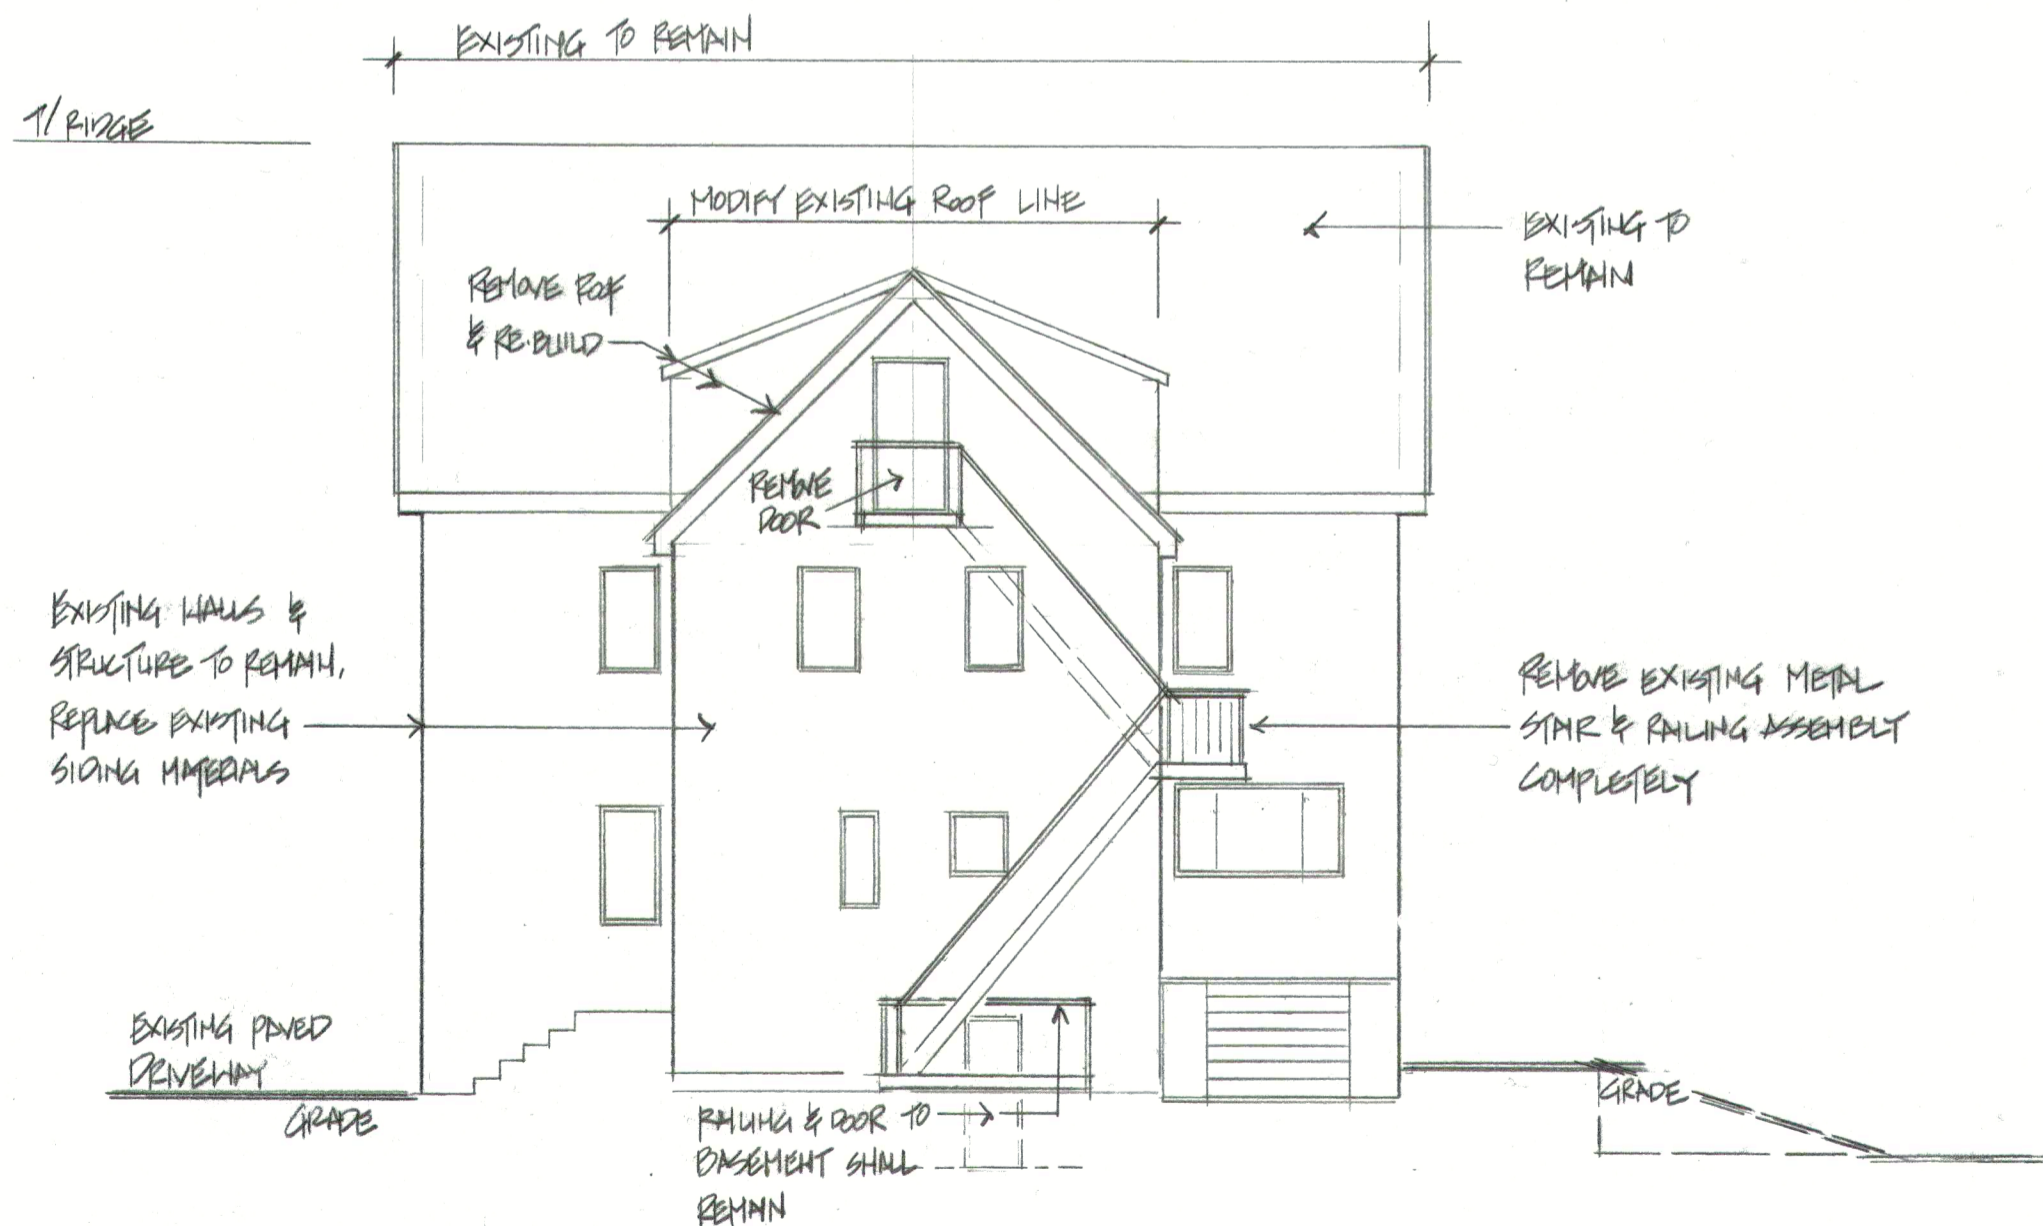 EXISTING TO REMAIN
T/ RIDGE
MODIFY EXISTING ROOF LINE
EXISTING TO
REMAIN
REMOVE ROOF
& RE-BUILD
REMOVE
DOOR
EXISTING WALLS &
STRUCTURE TO REMAIN.
REPLACE EXISTING
SIDING MATERIALS
REMOVE EXISTING METAL
STAIR & RAILING ASSEMBLY
COMPLETELY
EXISTING PAVED
DRIVEWAY
GRADE
GRADE
RAILING & DOOR TO
BASEMENT SHALL
REMAIN